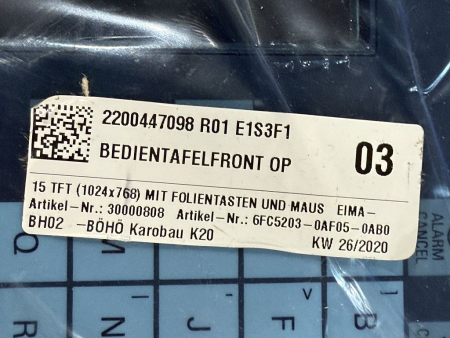 2200447098 R01 E1S3F1
BEDIENTAFELFRONT OP
03
15 TFT (1024x768) MIT FOLIENTASTEN UND MAUS EIMA-
Artikel-Nr.: 30000808 Artikel-Nr.: 6FC5203-0AF05-0AB0
BH02 -BÖHÖ Karobau K20
KW 26/2020
ALARM
CANCEL
Q
N
J
F
>
^